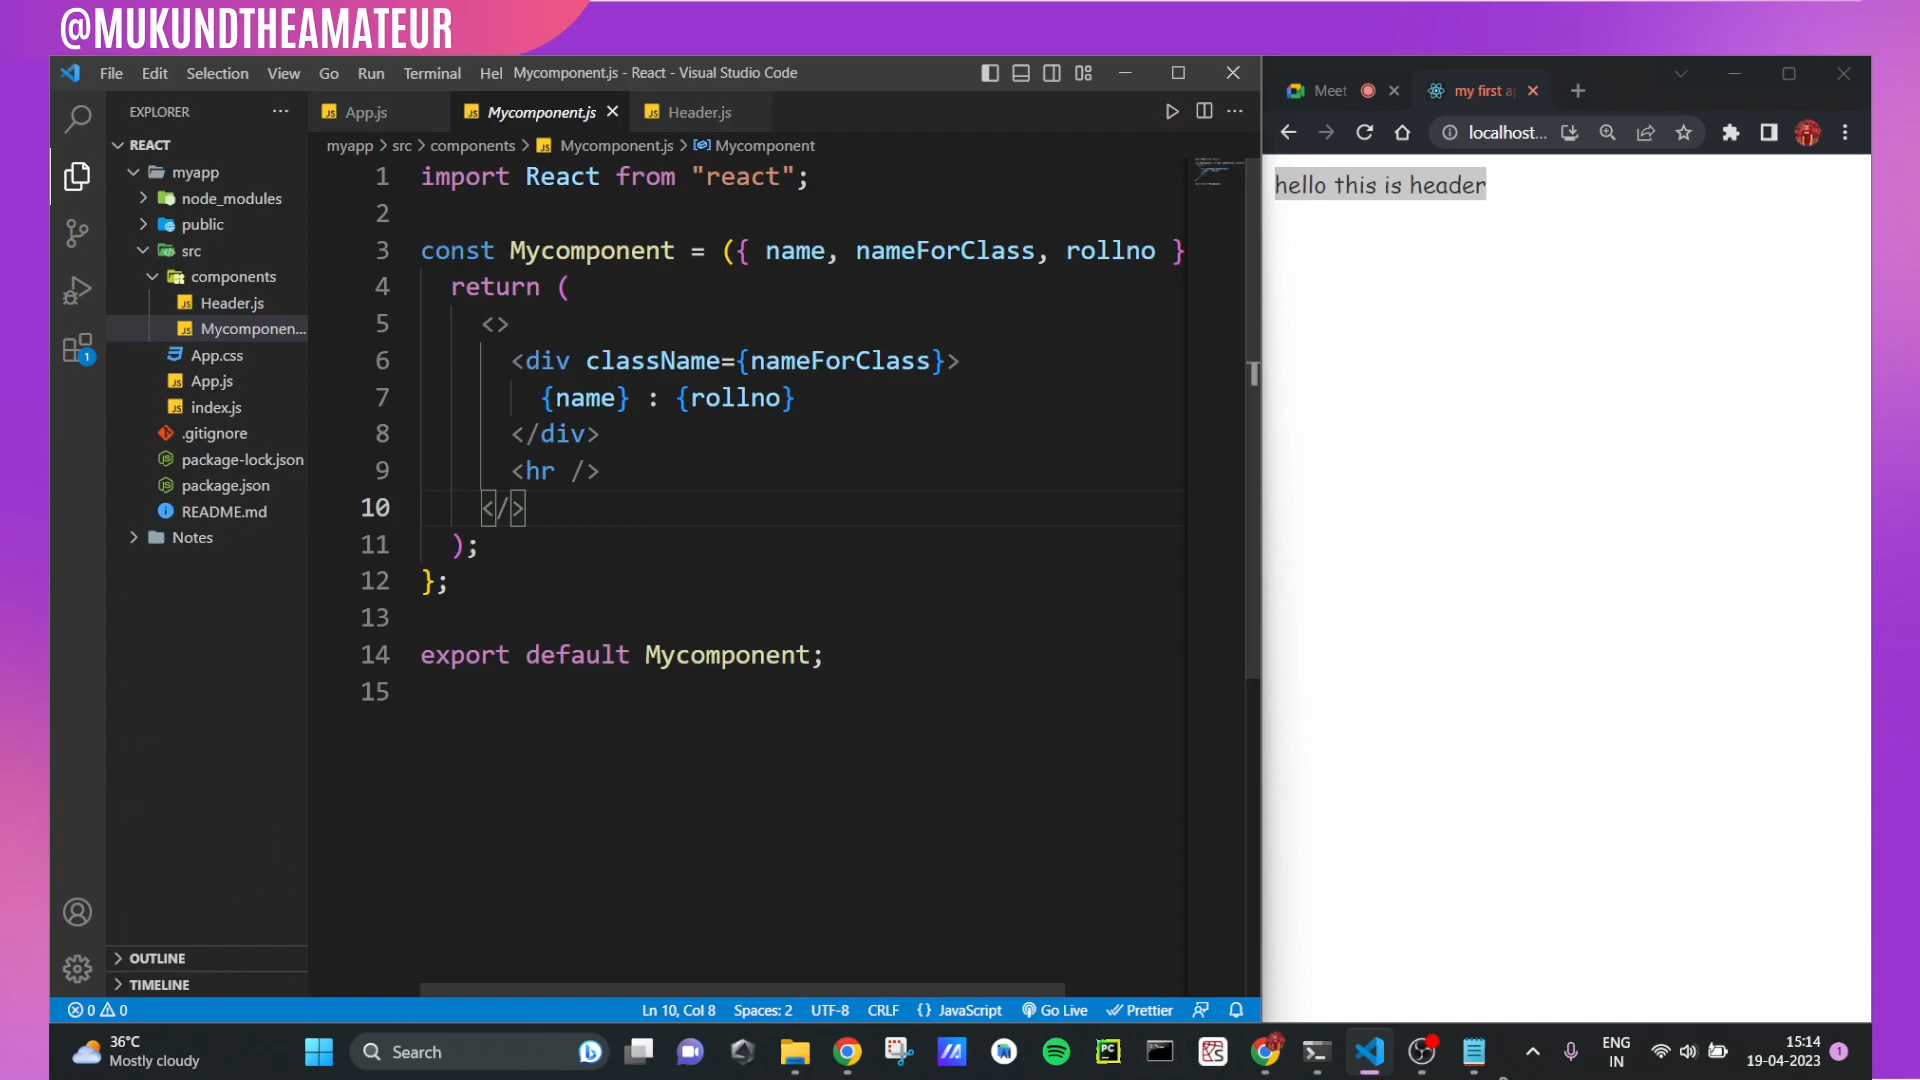 @MUKUNDTHEAMATEUR
File Edit Selection View Go Run Terminal Hel Mycomponent.js - React - Visual Studio Code
Meet my first a
EXPLORER ...
App.js Mycomponent.js Header.js
localhost...
REACT
myapp > src > components > Mycomponent.js > Mycomponent
myapp
node_modules
public
src
components
Header.js
Mycomponen...
App.css
App.js
index.js
.gitignore
package-lock.json
package.json
README.md
Notes
OUTLINE
TIMELINE
1 import React from "react";
2
3 const Mycomponent = ({ name, nameForClass, rollno }
4 return (
5 <>
6 <div className={nameForClass}>
7 {name} : {rollno}
8 </div>
9 <hr />
10 </>
11 );
12 };
13
14 export default Mycomponent;
15
hello this is header
1
0 0 Ln 10, Col 8 Spaces: 2 UTF-8 CRLF {} JavaScript Go Live Prettier
36°C
Mostly cloudy
Search
PC
ENG
IN
15:14
19-04-2023
1